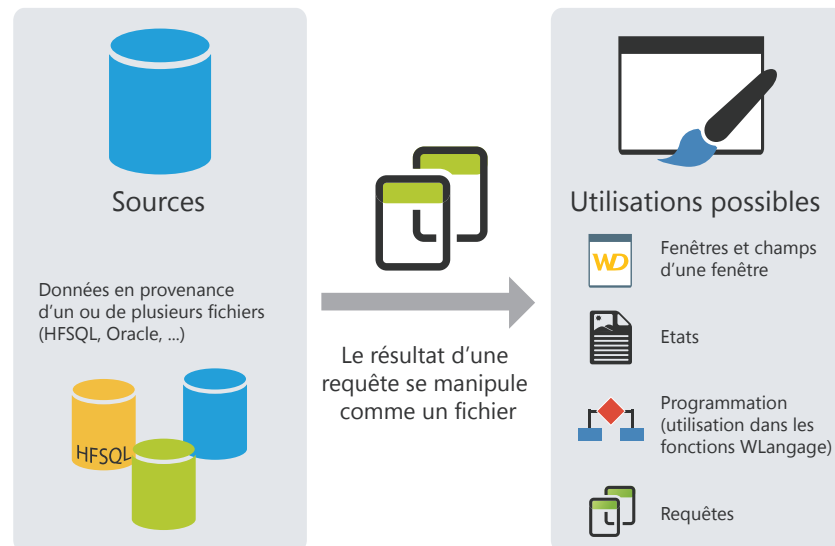 Sources
Données en provenance
d'un ou de plusieurs fichiers
(HFSQL, Oracle, ...)
HFSQL
Le résultat d'une
requête se manipule
comme un fichier
Utilisations possibles
WD
Fenêtres et champs
d'une fenêtre
Etats
Programmation
(utilisation dans les
fonctions WLangage)
Requêtes